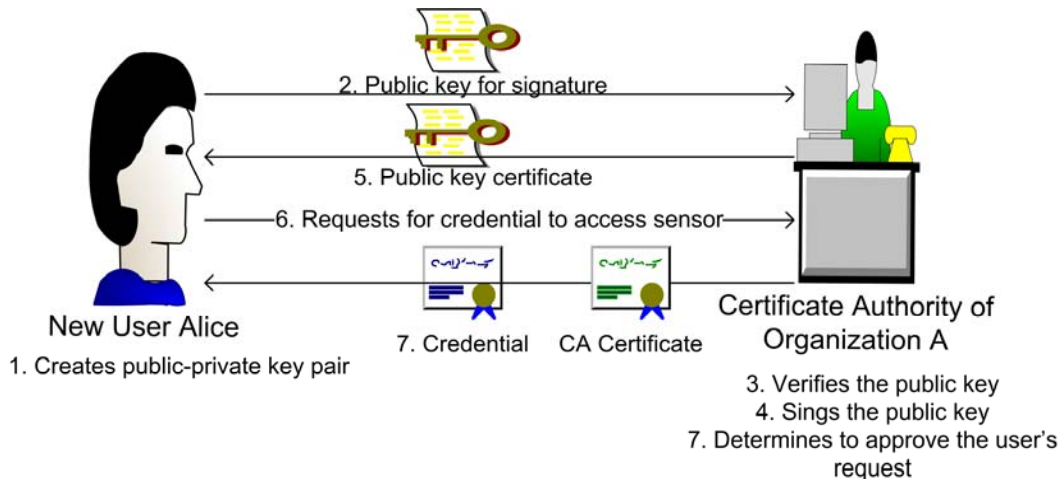 2. Public key for signature
5. Public key certificate
6. Requests for credential to access sensor
New User Alice
1. Creates public-private key pair
7. Credential
CA Certificate
Certificate Authority of
Organization A
3. Verifies the public key
4. Sings the public key
7. Determines to approve the user's
request